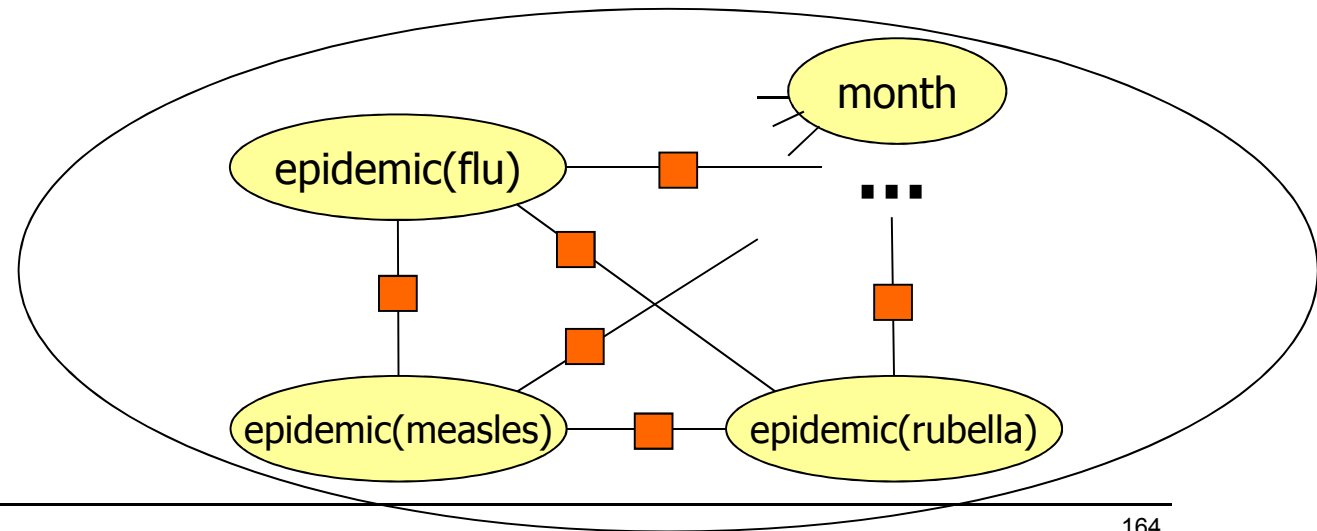 month
epidemic(flu)
...
epidemic(measles)
epidemic(rubella)
164